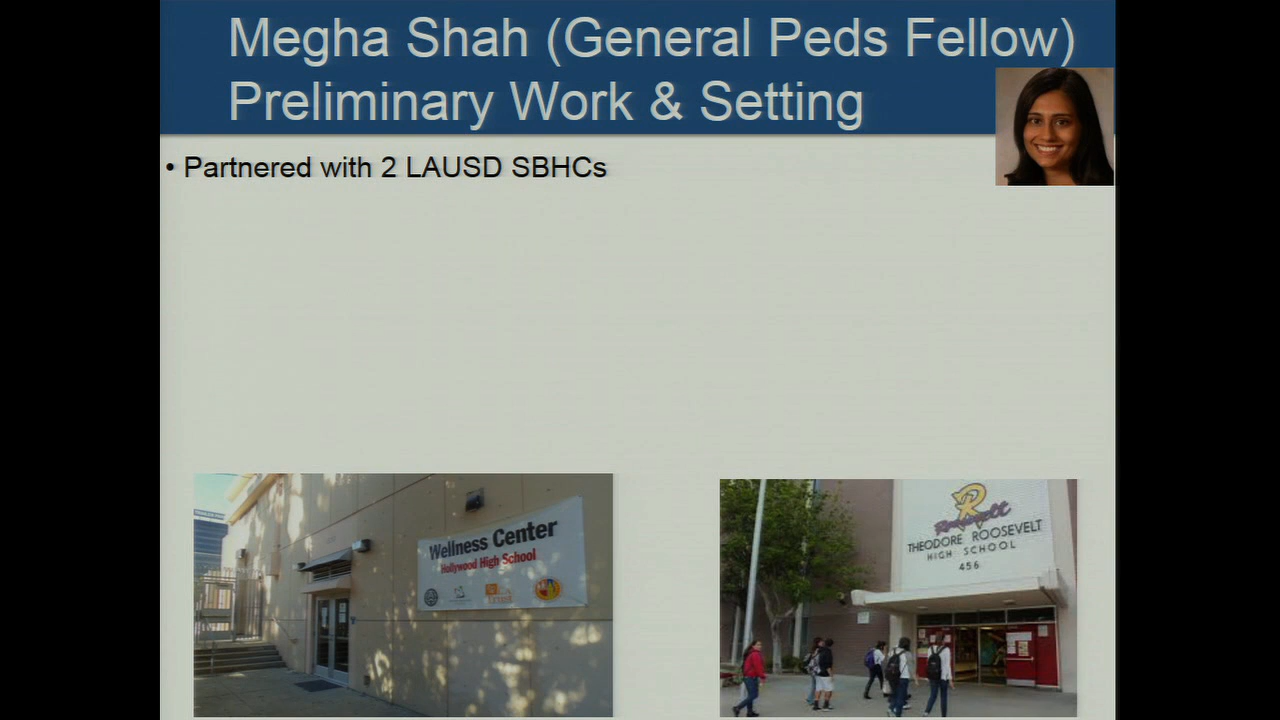 Megha Shah (General Peds Fellow)
Preliminary Work & Setting
• Partnered with 2 LAUSD SBHCs
Wellness Center
Hollywood High School
R
Roosevelt
THEODORE ROOSEVELT
HIGH SCHOOL
456